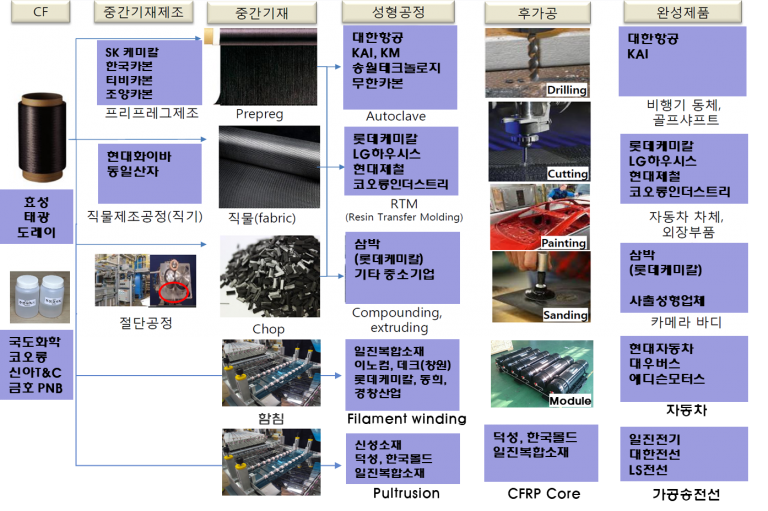 CF
중간기재제조
중간기재
성형공정
후가공
완성제품
효성
태광
도레이
국도화학
코오롱
신아T&C
금호 PNB
SK 케미칼
한국카본
티비카본
조양카본
프리프레그제조
현대화이바
동일산자
직물제조공정(직기)
절단공정
Prepreg
직물(fabric)
Chop
함침
대한항공
KAI, KM
송월테크놀로지
무한카본
Autoclave
롯데케미칼
LG하우시스
현대제철
코오롱인더스트리
RTM
(Resin Transfer Molding)
삼박
(롯데케미칼)
기타 중소기업
Compounding,
extruding
일진복합소재
이노컴, 데크(창원)
롯데케미칼, 동희,
경창산업
Filament winding
신성소재
덕성, 한국몰드
일진복합소재
Pultrusion
Drilling
Cutting
Painting
Sanding
Module
덕성, 한국몰드
일진복합소재
CFRP Core
대한항공
KAI
비행기 동체,
골프샤프트
롯데케미칼
LG하우시스
현대제철
코오롱인더스트리
자동차 차체,
외장부품
삼박
(롯데케미칼)
사출성형업체
카메라 바디
현대자동차
대우버스
에디슨모터스
자동차
일진전기
대한전선
LS전선
가공송전선